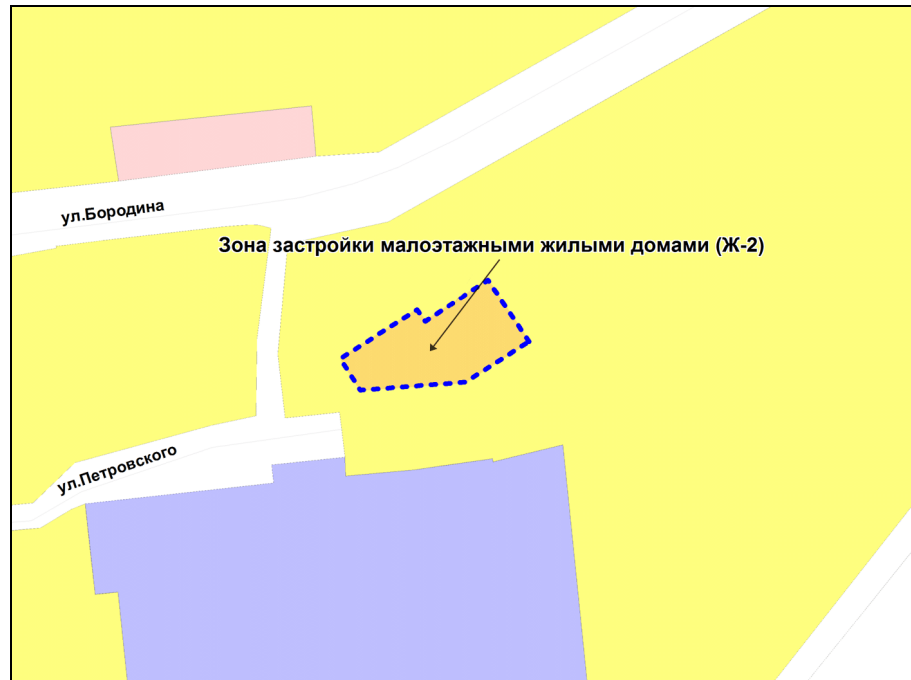 ул.Бородина
Зона застройки малоэтажными жилыми домами (Ж-2)
ул.Петровского